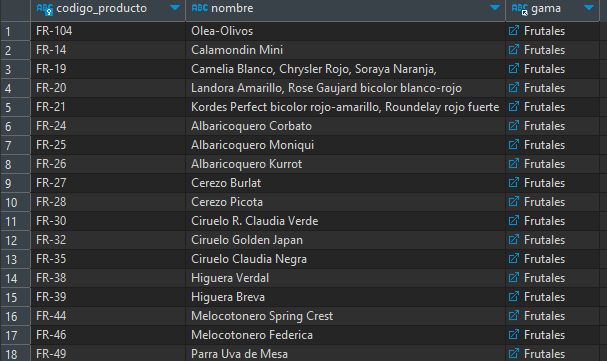 ABC codigo_producto ABC nombre ABC gama
1 FR-104 Olea-Olivos Frutales
2 FR-14 Calamondin Mini Frutales
3 FR-19 Camelia Blanco, Chrysler Rojo, Soraya Naranja, Frutales
4 FR-20 Landora Amarillo, Rose Gaujard bicolor blanco-rojo Frutales
5 FR-21 Kordes Perfect bicolor rojo-amarillo, Roundelay rojo fuerte Frutales
6 FR-24 Albaricoquero Corbato Frutales
7 FR-25 Albaricoquero Moniqui Frutales
8 FR-26 Albaricoquero Kurrot Frutales
9 FR-27 Cerezo Burlat Frutales
10 FR-28 Cerezo Picota Frutales
11 FR-30 Ciruelo R. Claudia Verde Frutales
12 FR-32 Ciruelo Golden Japan Frutales
13 FR-35 Ciruelo Claudia Negra Frutales
14 FR-38 Higuera Verdal Frutales
15 FR-39 Higuera Breva Frutales
16 FR-44 Melocotonero Spring Crest Frutales
17 FR-46 Melocotonero Federica Frutales
18 FR-49 Parra Uva de Mesa Frutales